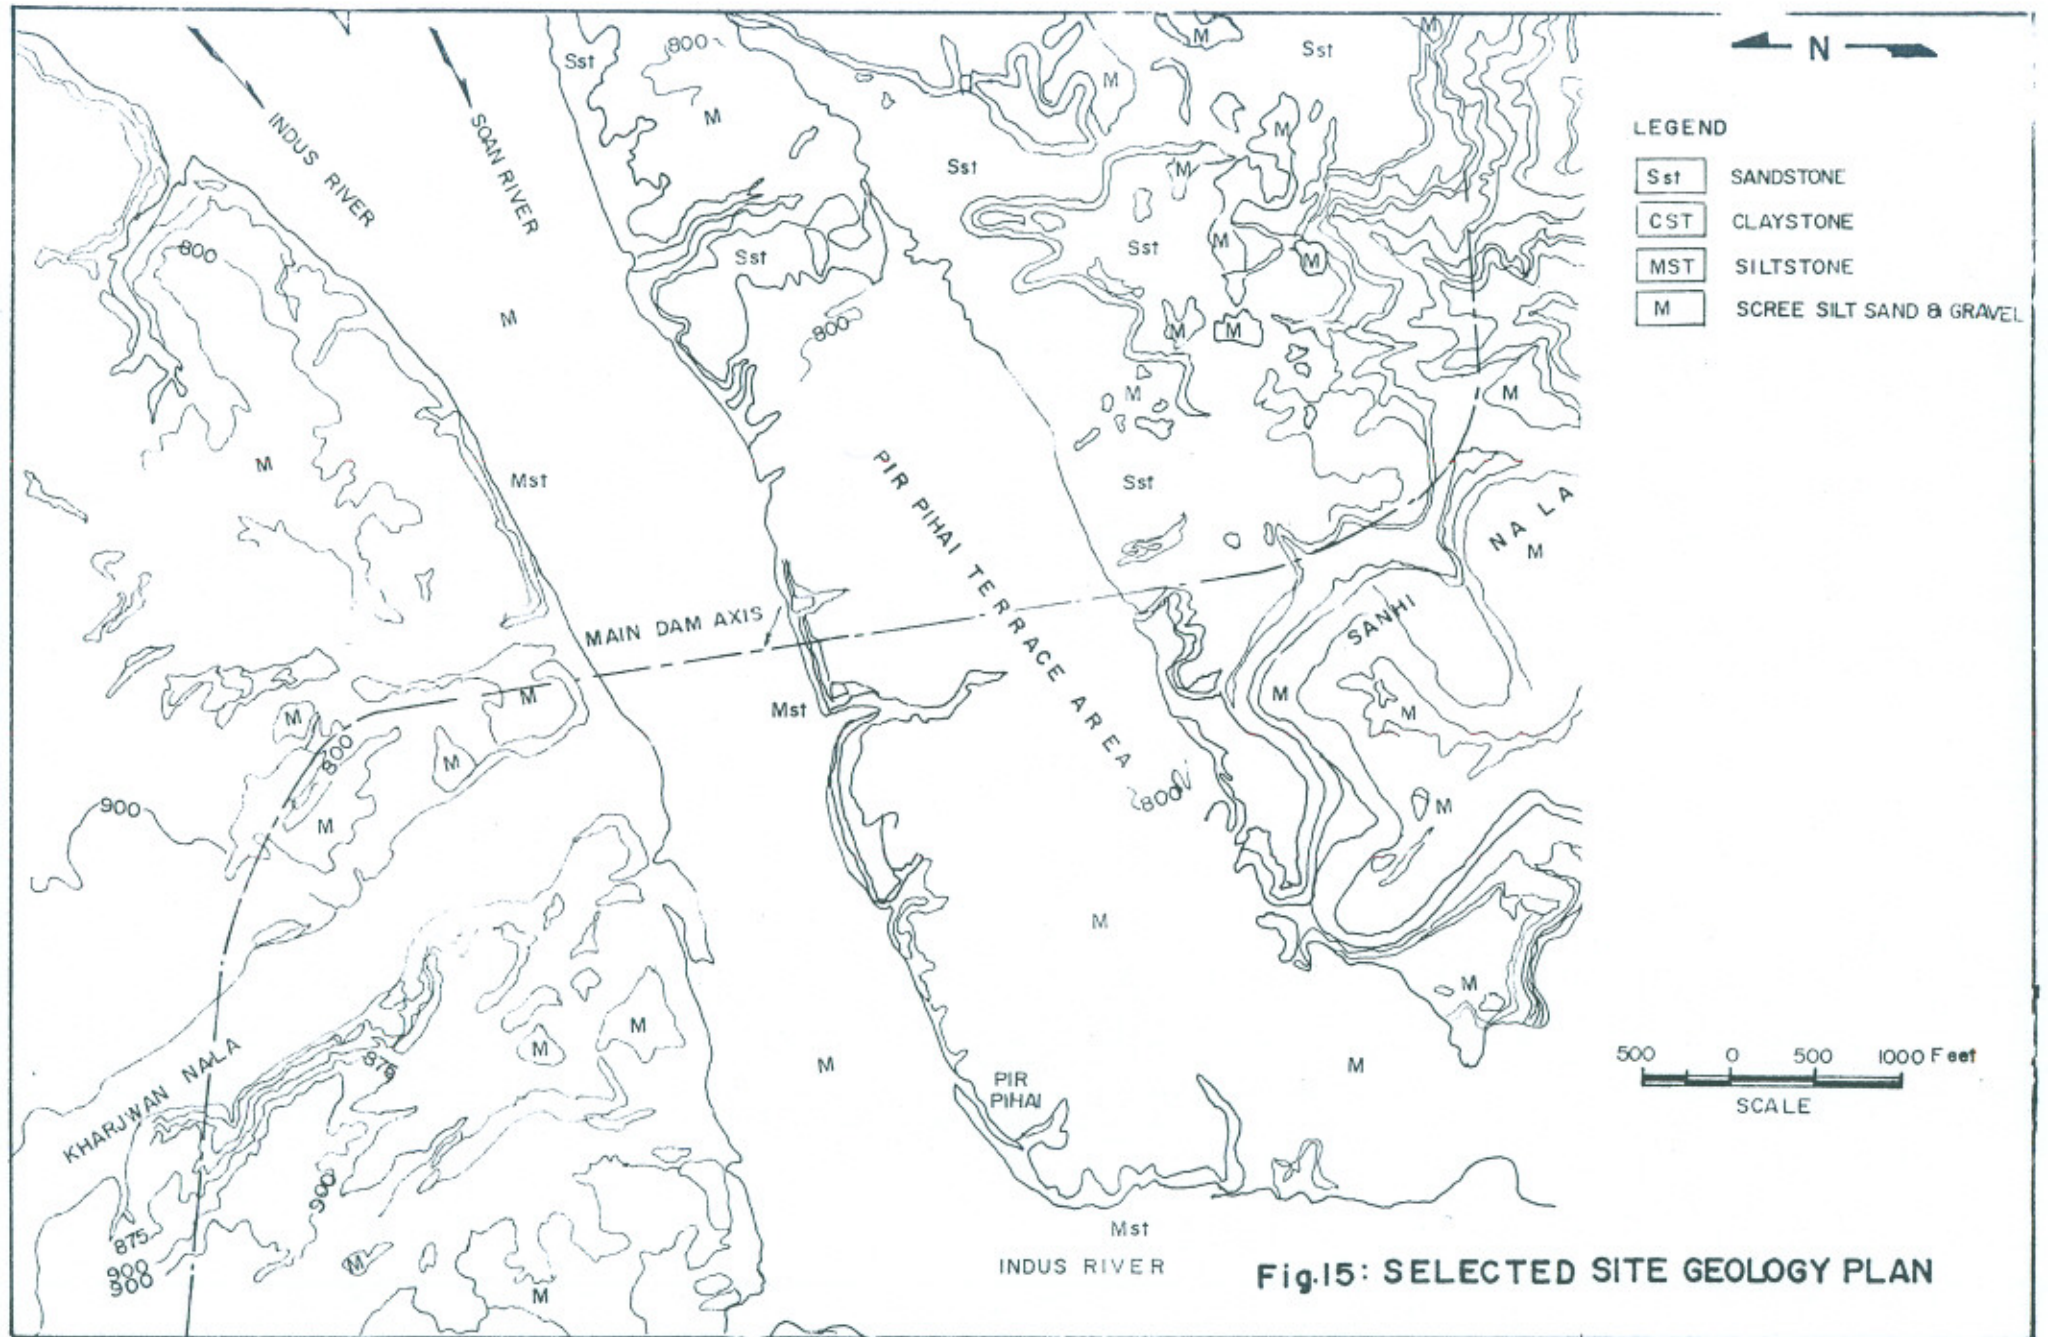 Sst
800
M
Sst
M
M
N
INDUS RIVER
SOAN RIVER
M
M
LEGEND
Sst SANDSTONE
CST CLAYSTONE
MST SILTSTONE
M SCREE SILT SAND & GRAVEL
Sst
M
800
Sst
Sst
M
M
M
800
M
M
M
M
M
Mst
PIR PIHAI TERRACE AREA
Sst
NALA
M
MAIN DAM AXIS
SANHI
M
M
M
Mst
M
M
800
M
800
900
M
M
M
M
M
M
M
M
500 0 500 1000 Feet
SCALE
KHARJWAN NALA
875
PIR
PIHAI
900
875
900
900
M
M
Mst
INDUS RIVER
Fig.15: SELECTED SITE GEOLOGY PLAN